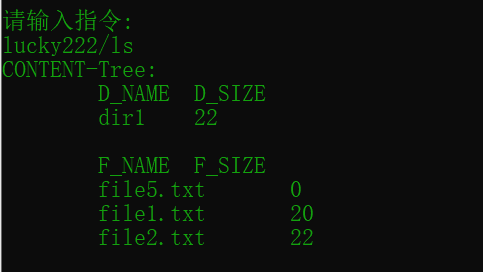 请输入指令:
lucky222/ls
CONTENT-Tree:
D_NAME D_SIZE
dir1 22
F_NAME F_SIZE
file5.txt 0
file1.txt 20
file2.txt 22